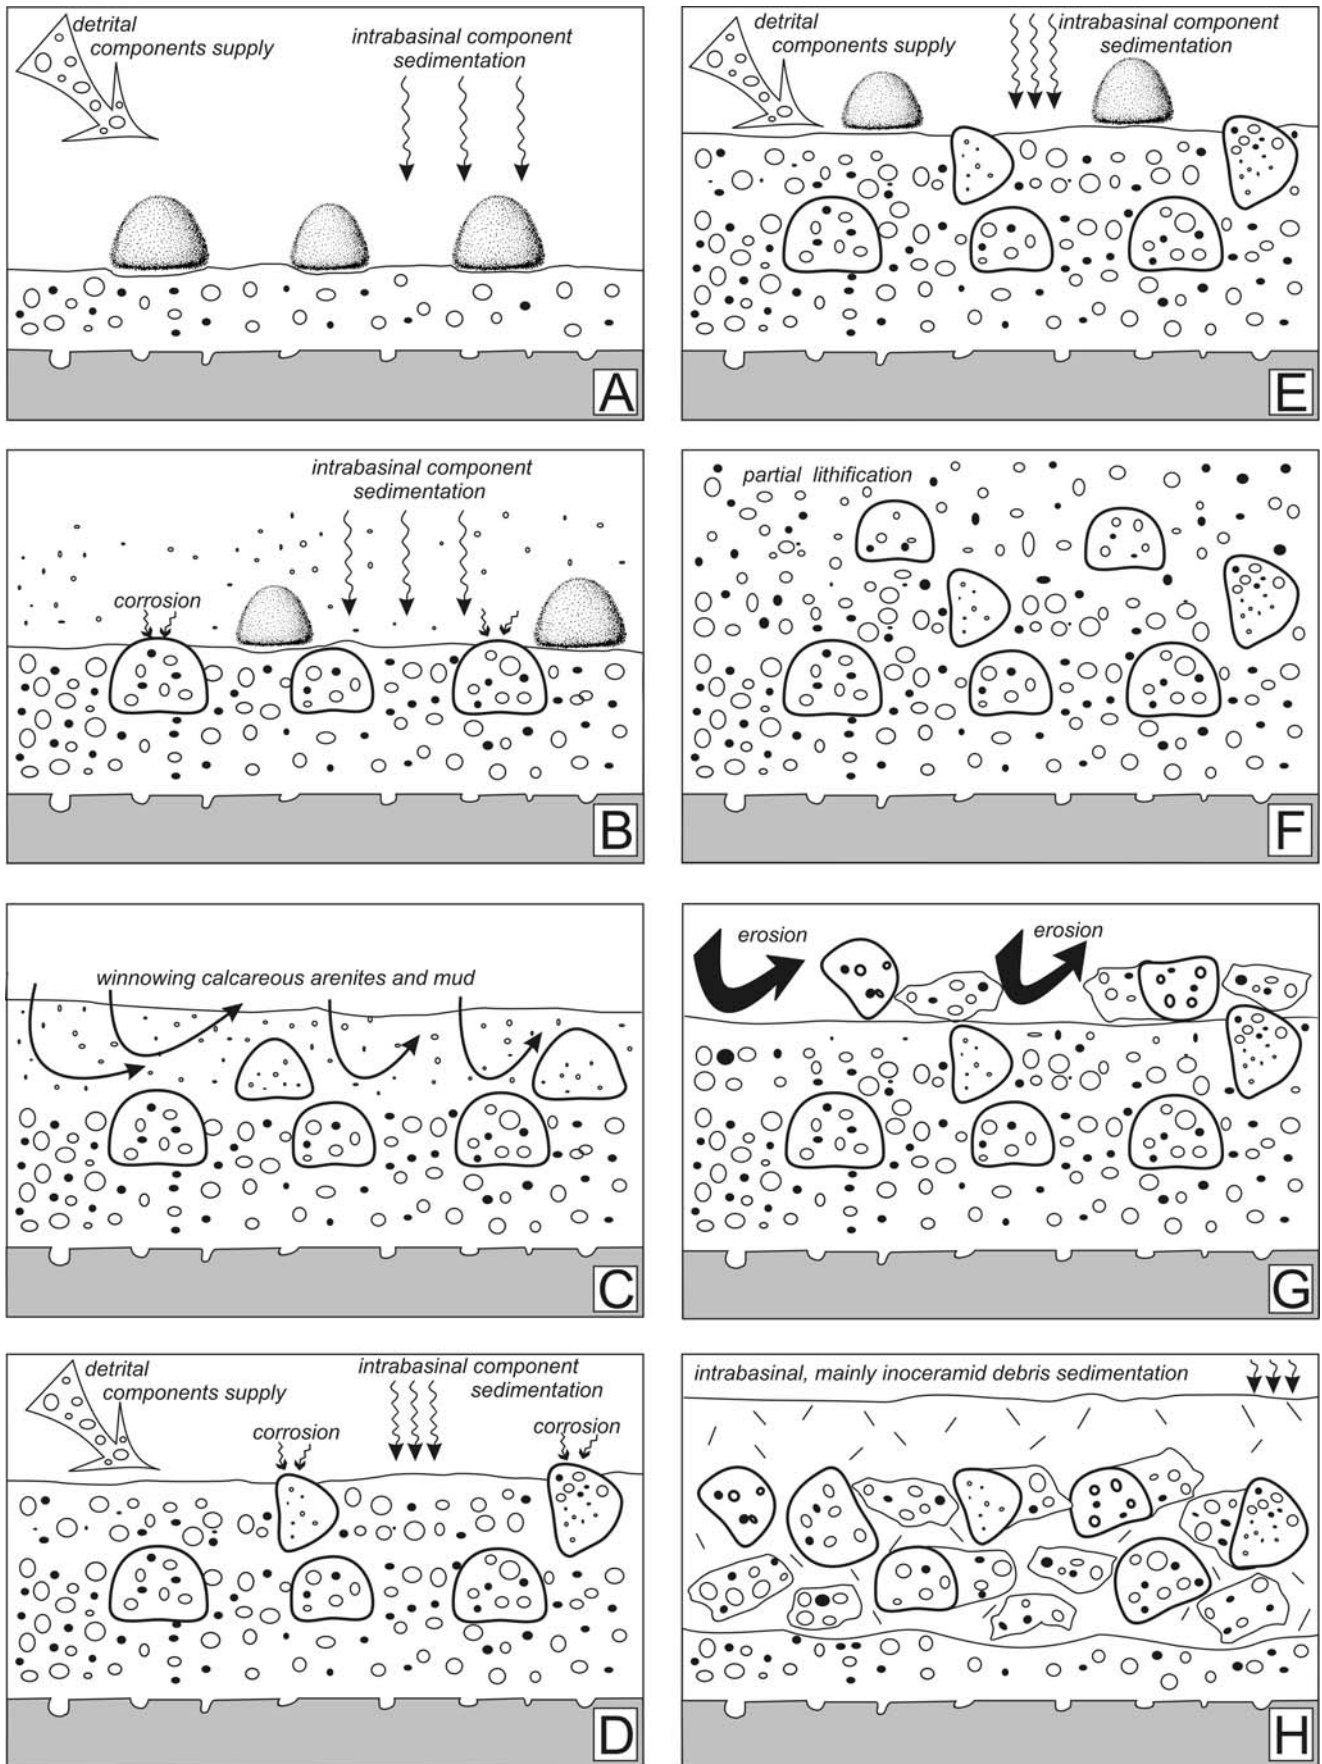 detrital
components supply
intrabasinal component
sedimentation
A
intrabasinal component
sedimentation
corrosion
B
winnowing calcareous arenites and mud
C
detrital
components supply
intrabasinal component
sedimentation
corrosion
corrosion
D
detrital
components supply
intrabasinal component
sedimentation
E
partial lithification
F
erosion
erosion
G
intrabasinal, mainly inoceramid debris sedimentation
H